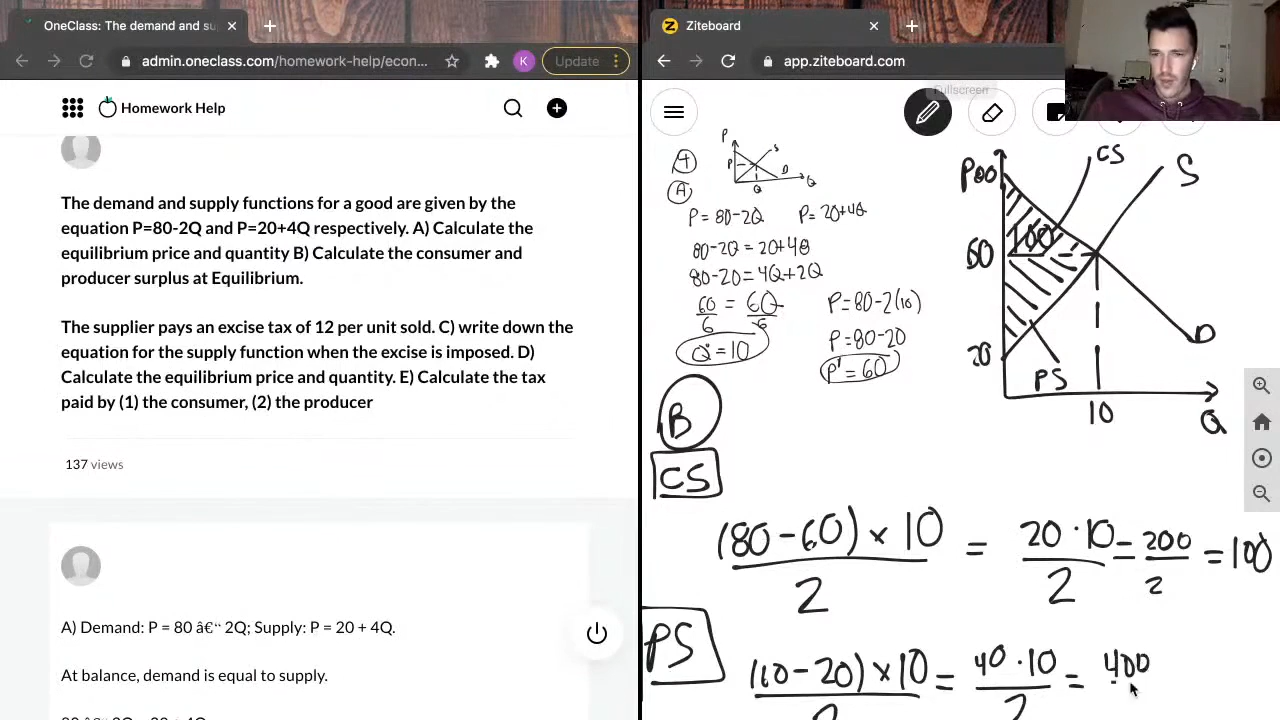 OneClass: The demand and su
Ziteboard
admin.oneclass.com/homework-help/econ...
K
Update
app.ziteboard.com
Fullscreen
Homework Help
The demand and supply functions for a good are given by the
equation P=80-2Q and P=20+4Q respectively. A) Calculate the
equilibrium price and quantity B) Calculate the consumer and
producer surplus at Equilibrium.
The supplier pays an excise tax of 12 per unit sold. C) write down the
equation for the supply function when the excise is imposed. D)
Calculate the equilibrium price and quantity. E) Calculate the tax
paid by (1) the consumer, (2) the producer
137 views
A) Demand: P = 80 â€“ 2Q; Supply: P = 20 + 4Q.
At balance, demand is equal to supply.
P
S
P
D
Q
Q
A
P=80-2Q P=20+4Q
80-2Q=20+4Q
80-20=4Q+2Q
60/6 = 6Q/6
Q*=10
P=80-2(10)
P=80-20
P*=60
CS
S
100
60
20
PS
D
10
Q
B
CS
(80-60)×10/2 = 20·10/2 = 200/2 = 100
PS
40·10/2 = 400